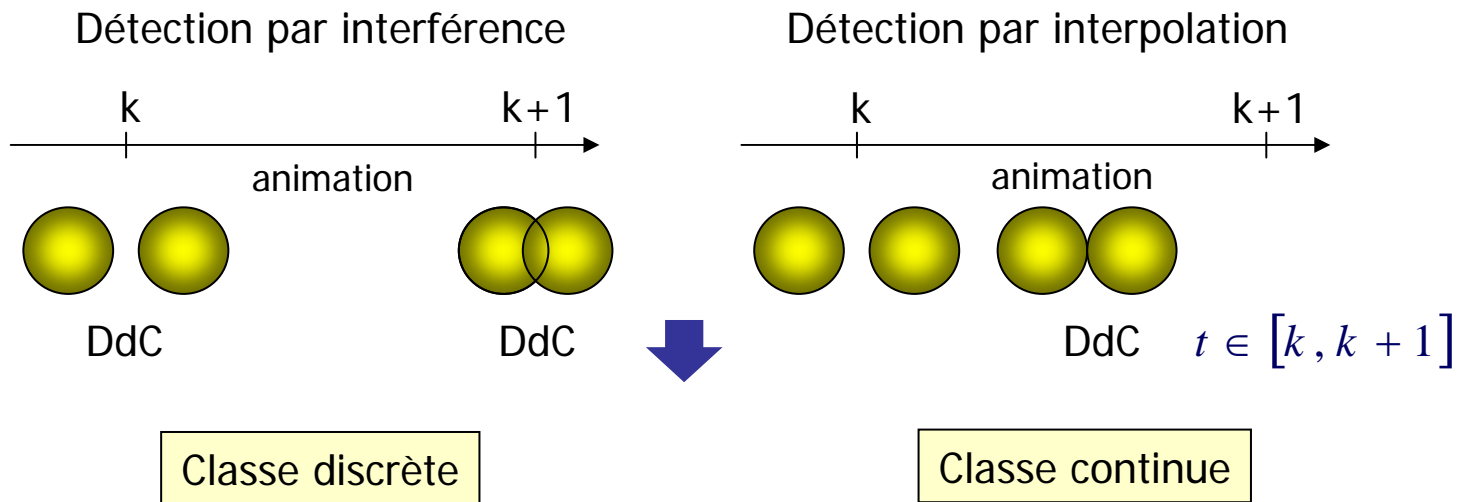 Détection par interférence
k k+1
animation
DdC DdC
Classe discrète
Détection par interpolation
k k+1
animation
DdC t ∈ [k, k + 1]
Classe continue